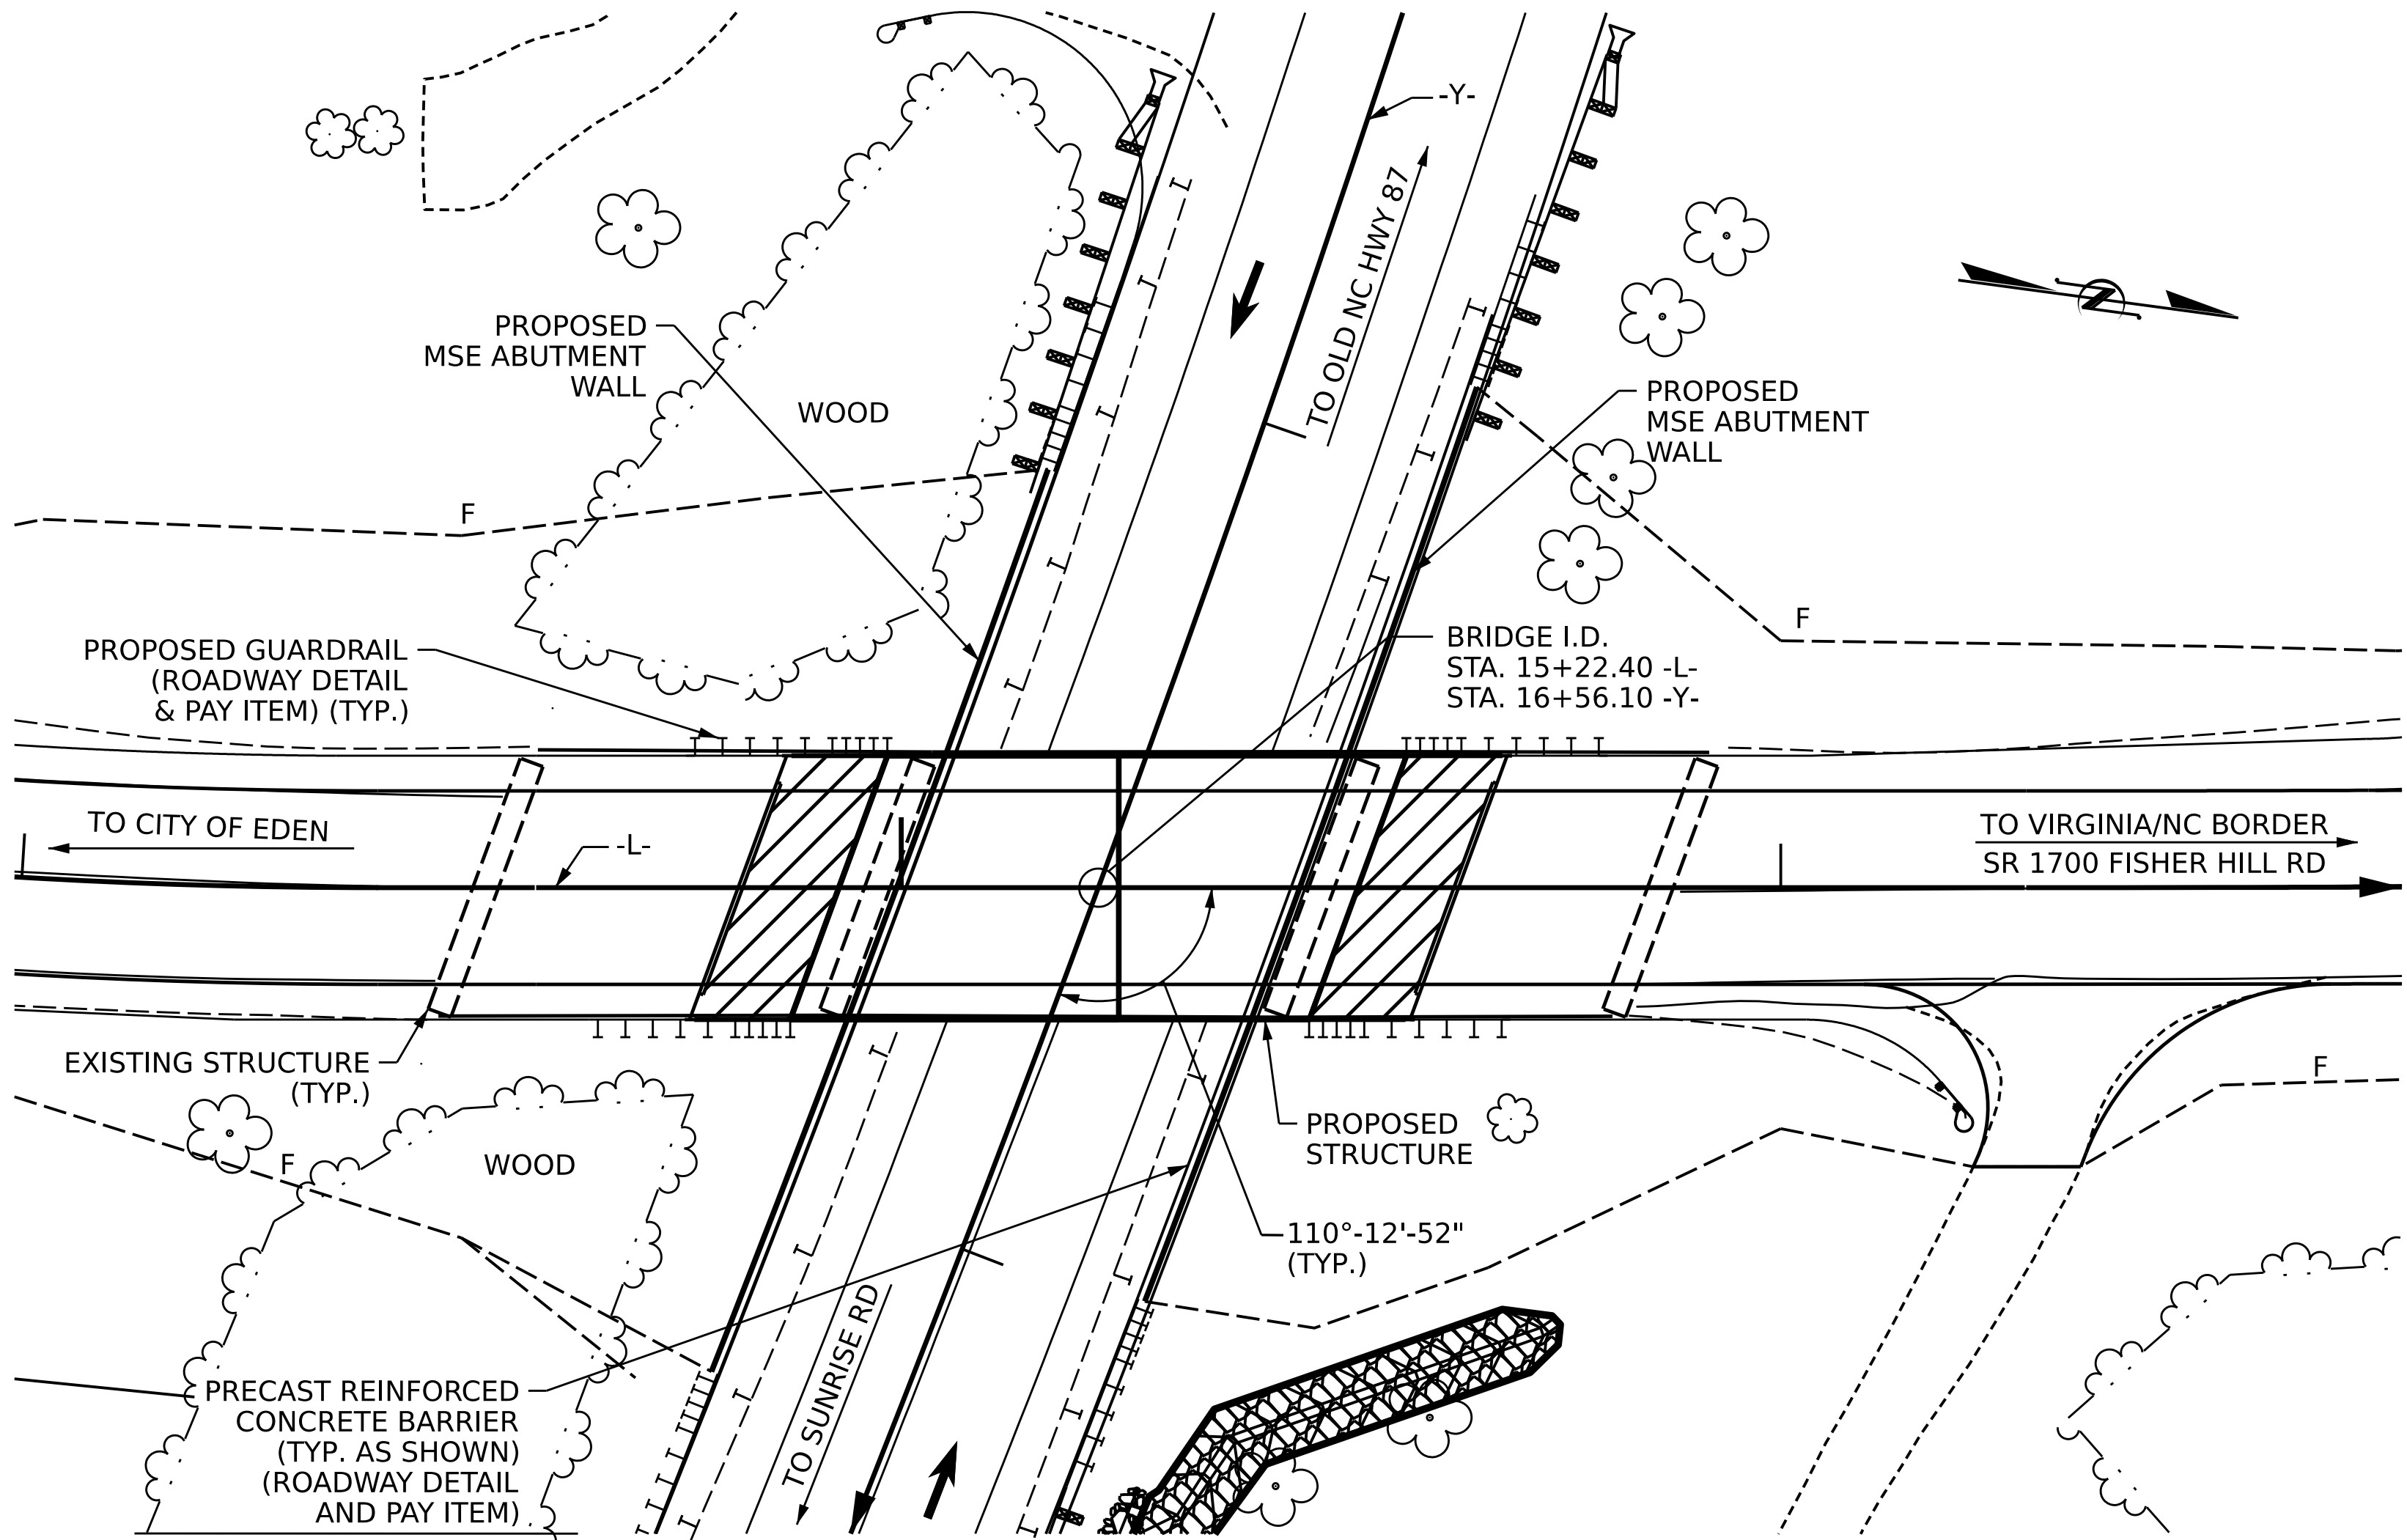 -Y-
TO OLD NC HWY 87
N
PROPOSED
MSE ABUTMENT
WALL
WOOD
PROPOSED
MSE ABUTMENT
WALL
F
F
PROPOSED GUARDRAIL
(ROADWAY DETAIL
& PAY ITEM) (TYP.)
BRIDGE I.D.
STA. 15+22.40 -L-
STA. 16+56.10 -Y-
TO CITY OF EDEN
-L-
TO VIRGINIA/NC BORDER
SR 1700 FISHER HILL RD
EXISTING STRUCTURE
(TYP.)
F
F
WOOD
PROPOSED
STRUCTURE
110°-12'-52"
(TYP.)
TO SUNRISE RD
PRECAST REINFORCED
CONCRETE BARRIER
(TYP. AS SHOWN)
(ROADWAY DETAIL
AND PAY ITEM)